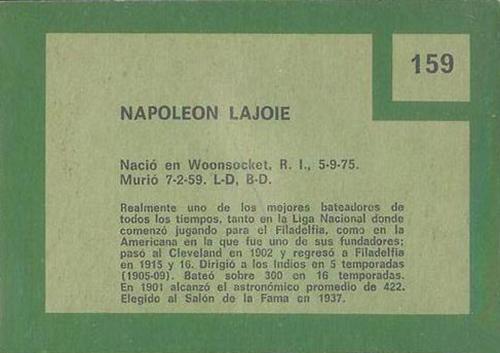 159
NAPOLEON LAJOIE
Nació en Woonsocket, R. I., 5-9-75.
Murió 7-2-59. L-D, B-D.
Realmente uno de los mejores bateadores de
todos los tiempos, tanto en la Liga Nacional donde
comenzó jugando para el Filadelfia, como en la
Americana en la que fue uno de sus fundadores;
pasó al Cleveland en 1902 y regresó a Filadelfia
en 1915 y 16. Dirigió a los Indios en 5 temporadas
(1905-09). Bateó sobre 300 en 16 temporadas.
En 1901 alcanzó el astronómico promedio de 422.
Elegido al Salón de la Fama en 1937.